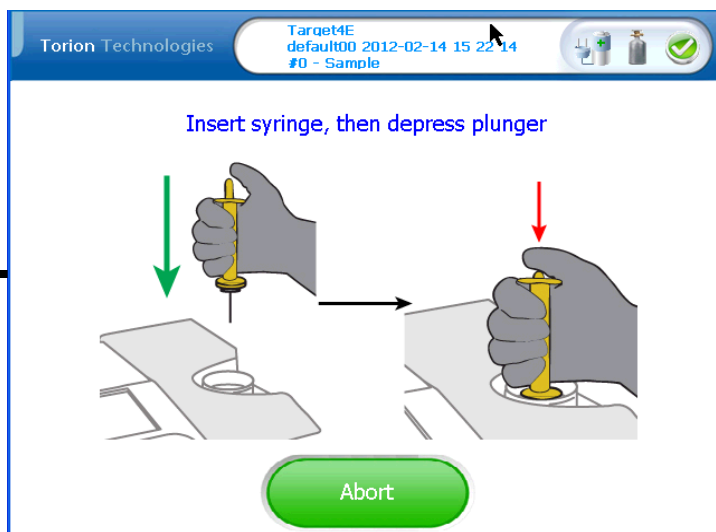 Torion Technologies
Target4E
default00 2012-02-14 15 22 14
#0 - Sample
Insert syringe, then depress plunger
Abort